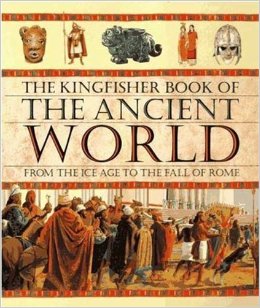 THE KINGFISHER BOOK OF
THE ANCIENT
WORLD
FROM THE ICE AGE TO THE FALL OF ROME